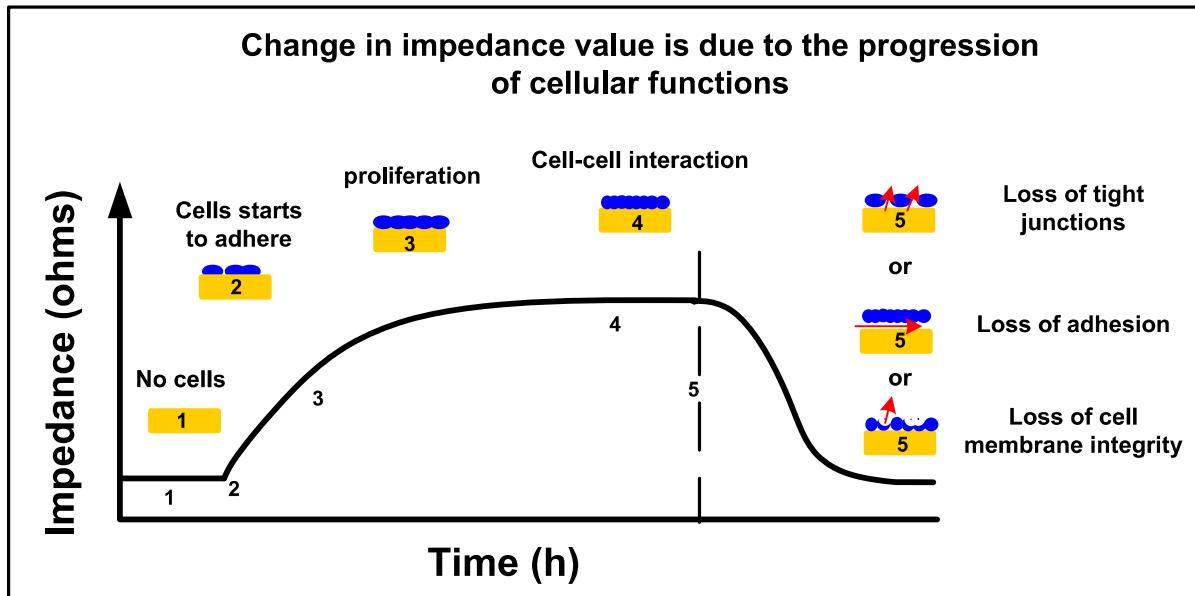 Change in impedance value is due to the progression
of cellular functions
Impedance (ohms)
No cells
1
Cells starts
to adhere
2
proliferation
3
Cell-cell interaction
4
5
Loss of tight
junctions
or
5
Loss of adhesion
or
5
Loss of cell
membrane integrity
1
2
3
4
5
Time (h)